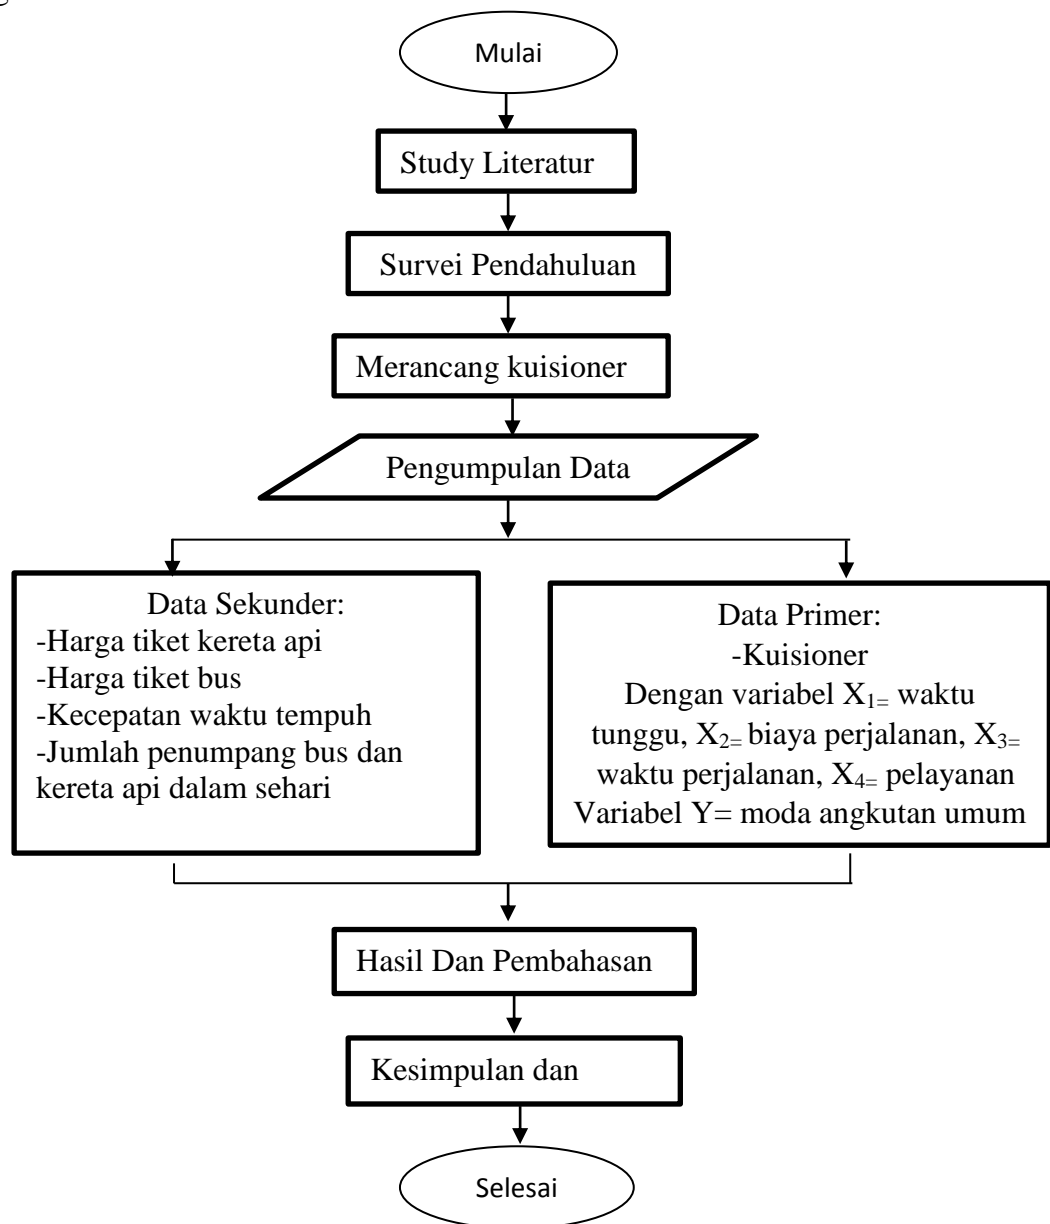 Mulai
Study Literatur
Survei Pendahuluan
Merancang kuisioner
Pengumpulan Data
Data Sekunder:
-Harga tiket kereta api
-Harga tiket bus
-Kecepatan waktu tempuh
-Jumlah penumpang bus dan
kereta api dalam sehari
Data Primer:
-Kuisioner
Dengan variabel X₁₌ waktu
tunggu, X₂₌ biaya perjalanan, X₃₌
waktu perjalanan, X₄₌ pelayanan
Variabel Y= moda angkutan umum
Hasil Dan Pembahasan
Kesimpulan dan
Selesai